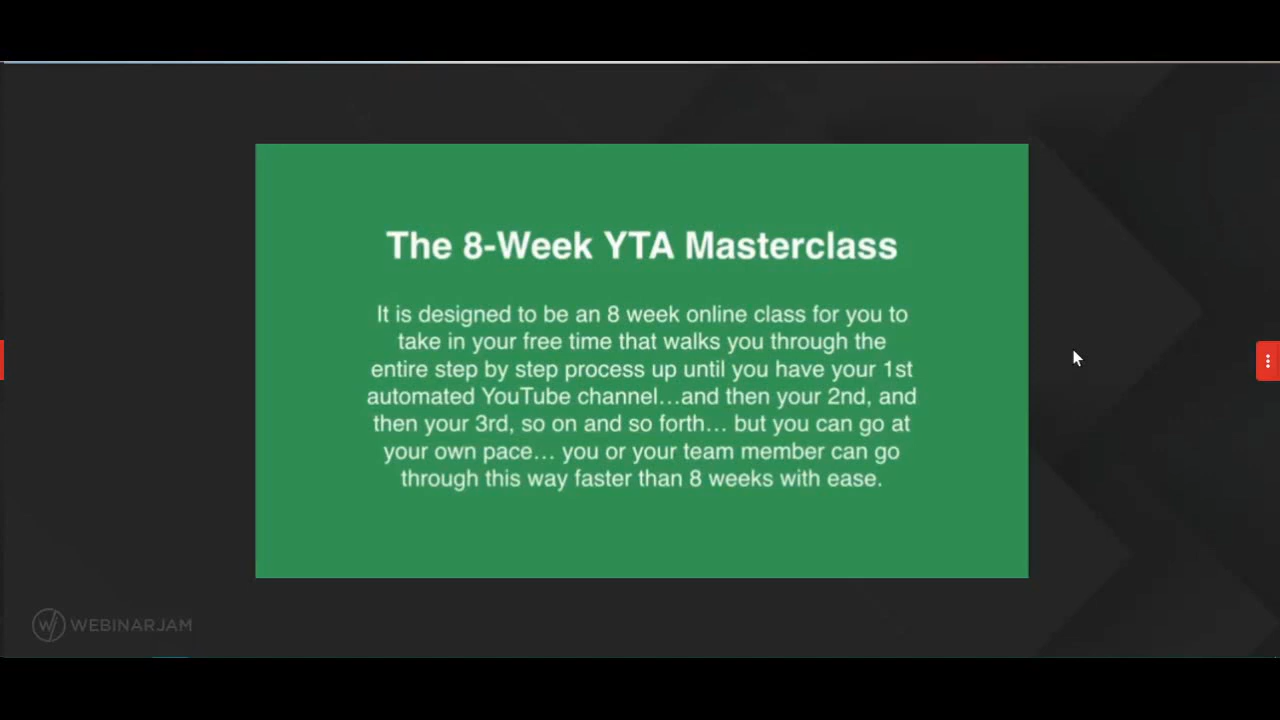 The 8-Week YTA Masterclass
It is designed to be an 8 week online class for you to
take in your free time that walks you through the
entire step by step process up until you have your 1st
automated YouTube channel...and then your 2nd, and
then your 3rd, so on and so forth... but you can go at
your own pace... you or your team member can go
through this way faster than 8 weeks with ease.
WEBINARJAM